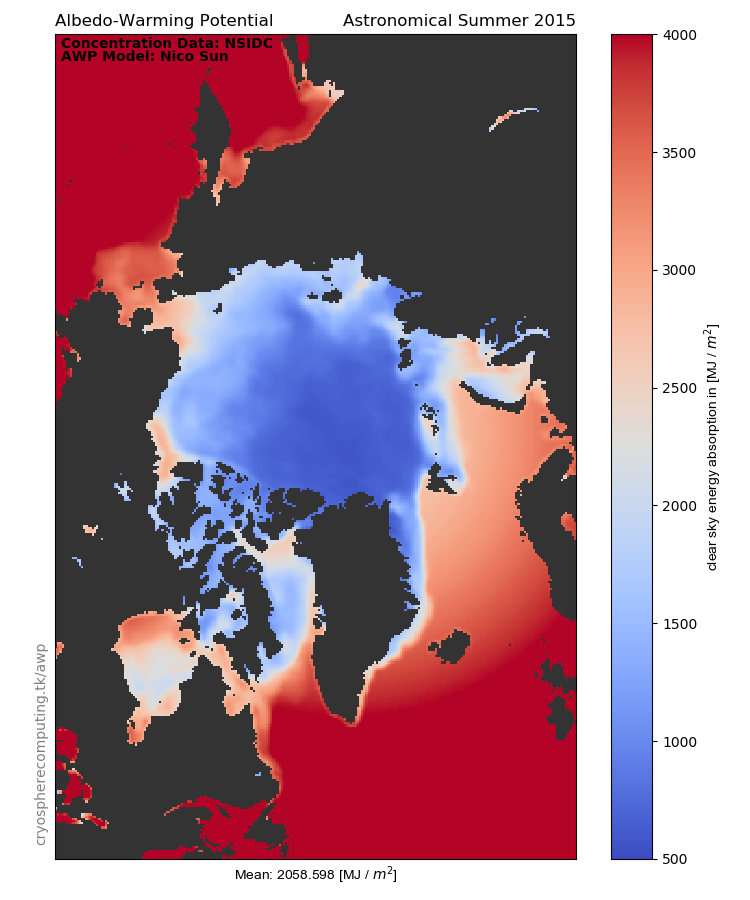 Albedo-Warming Potential Astronomical Summer 2015
Concentration Data: NSIDC
AWP Model: Nico Sun
4000
3500
3000
2500
2000
1500
1000
500
clear sky energy absorption in [MJ / m²]
cryospherecomputing.tk/awp
Mean: 2058.598 [MJ / m²]